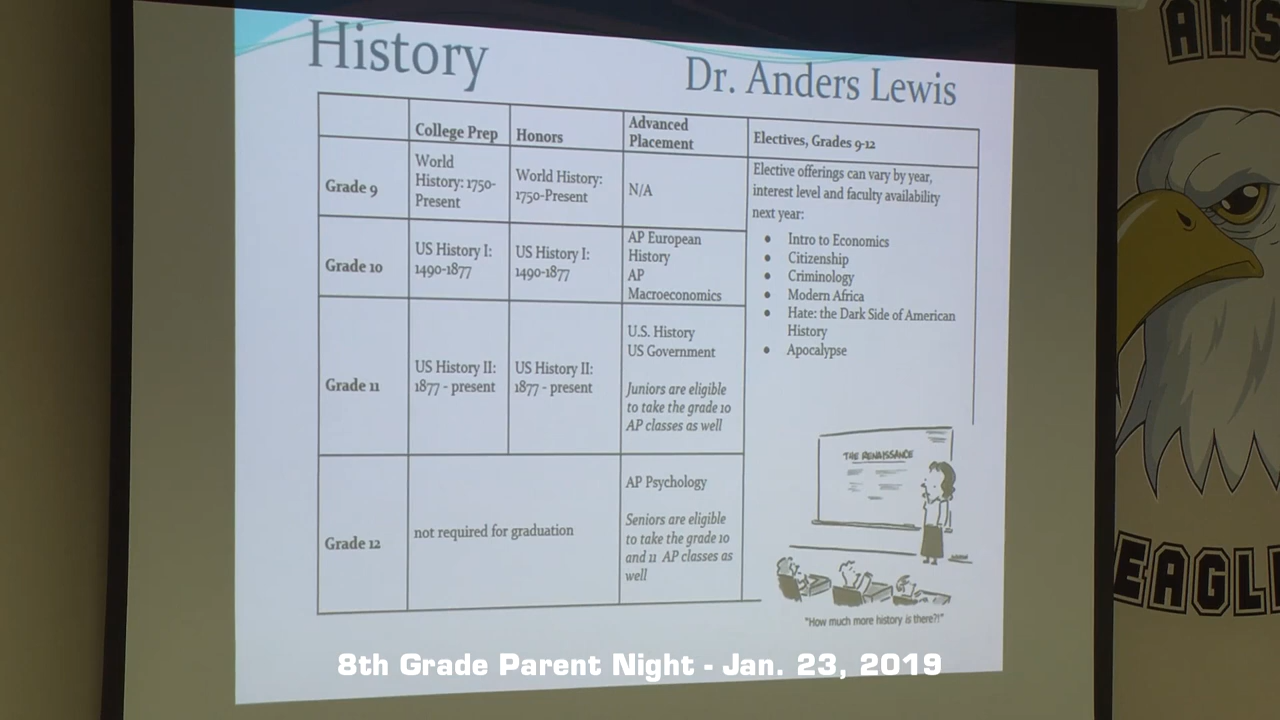 History
Dr. Anders Lewis
College Prep
Honors
Advanced
Placement
Electives, Grades 9-12
Grade 9
World
History: 1750-
Present
World History:
1750-Present
N/A
Elective offerings can vary by year,
interest level and faculty availability
next year:
• Intro to Economics
• Citizenship
• Criminology
• Modern Africa
• Hate: the Dark Side of American
History
• Apocalypse
Grade 10
US History I:
1490-1877
US History I:
1490-1877
AP European
History
AP
Macroeconomics
Grade 11
US History II:
1877 - present
US History II:
1877 - present
U.S. History
US Government
Juniors are eligible
to take the grade 10
AP classes as well
Grade 12
not required for graduation
AP Psychology
Seniors are eligible
to take the grade 10
and 11 AP classes as
well
THE RENAISSANCE
"How much more history is there?!"
8th Grade Parent Night - Jan. 23, 2019
AMS
EAGL